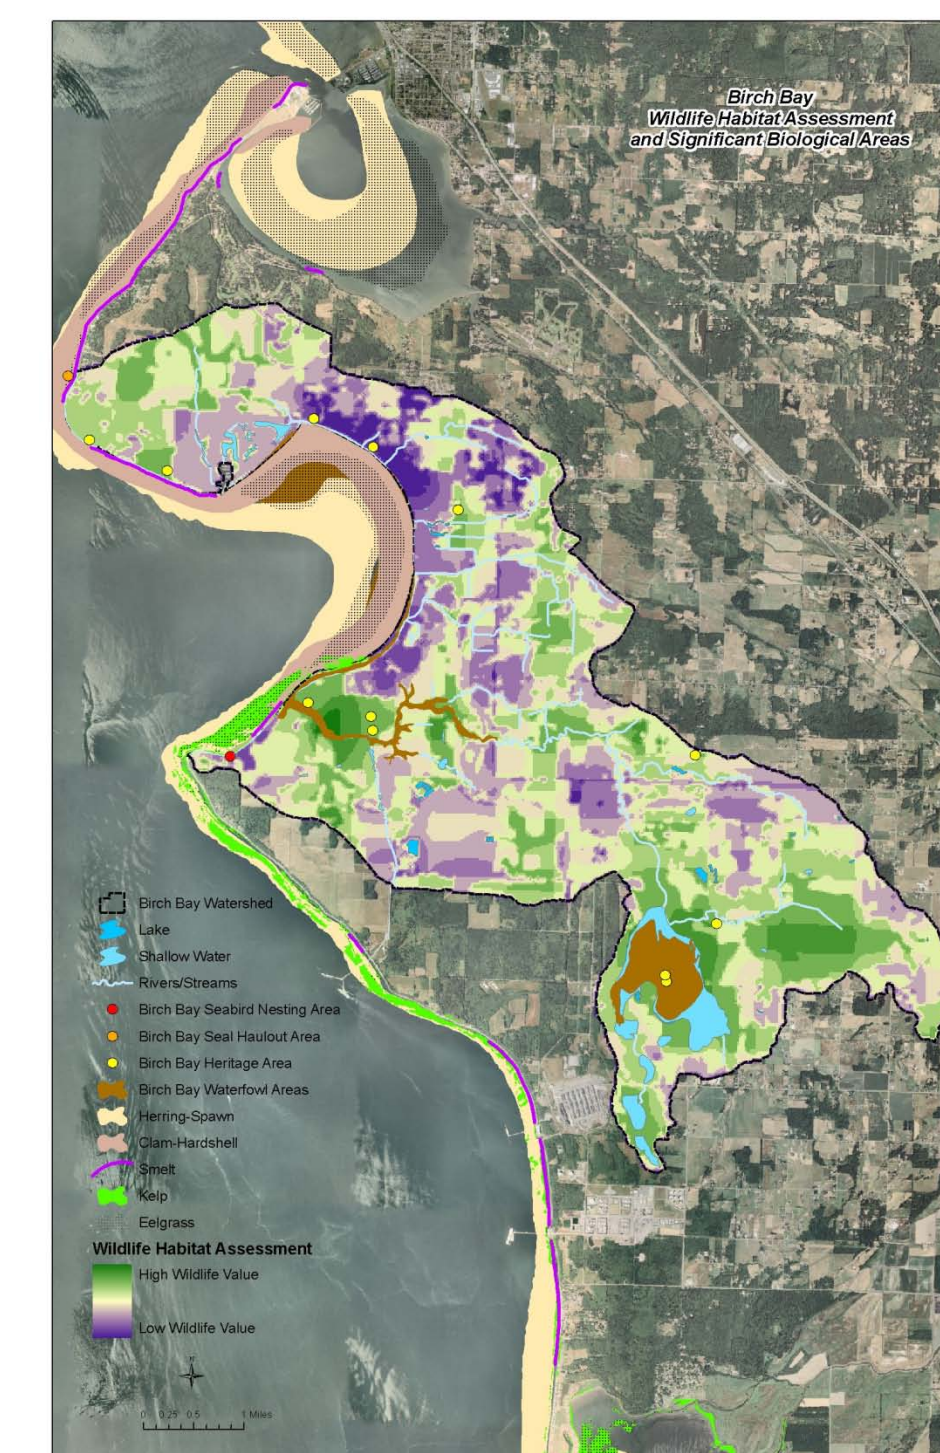 Birch Bay
Wildlife Habitat Assessment
and Significant Biological Areas
Birch Bay Watershed
Lake
Shallow Water
Rivers/Streams
Birch Bay Seabird Nesting Area
Birch Bay Seal Haulout Area
Birch Bay Heritage Area
Birch Bay Waterfowl Areas
Herring-Spawn
Clam-Hardshell
Smelt
Kelp
Eelgrass
Wildlife Habitat Assessment
High Wildlife Value
Low Wildlife Value
N
0 0.25 0.5 1 Miles